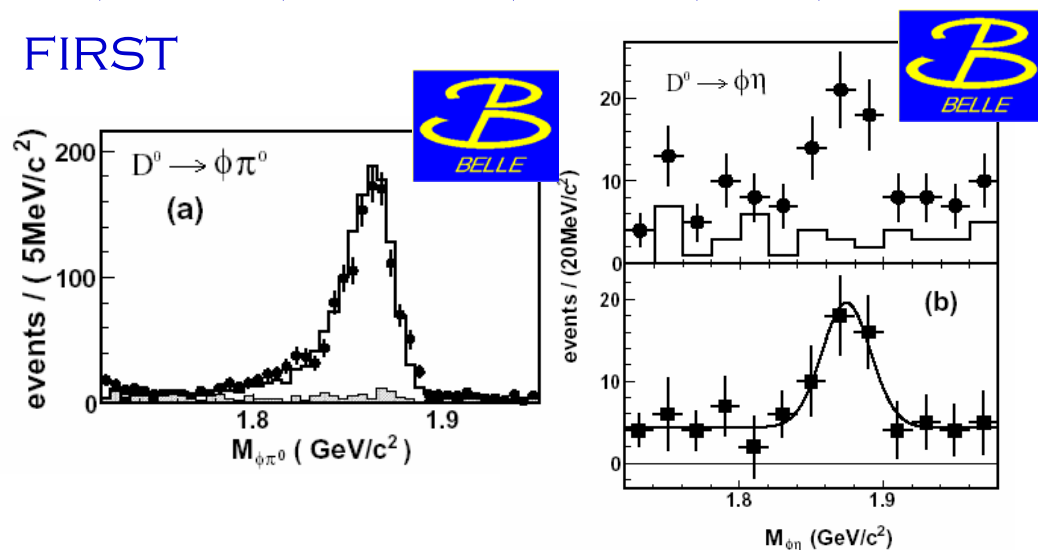 FIRST
BELLE
D⁰ → φπ⁰
(a)
events / ( 5MeV/c² )
200
100
0
1.8
1.9
M_φπ⁰ ( GeV/c² )
BELLE
D⁰ → φη
events / (20MeV/c²)
20
10
0
0
(b)
20
10
0
1.8
1.9
M_φη (GeV/c²)